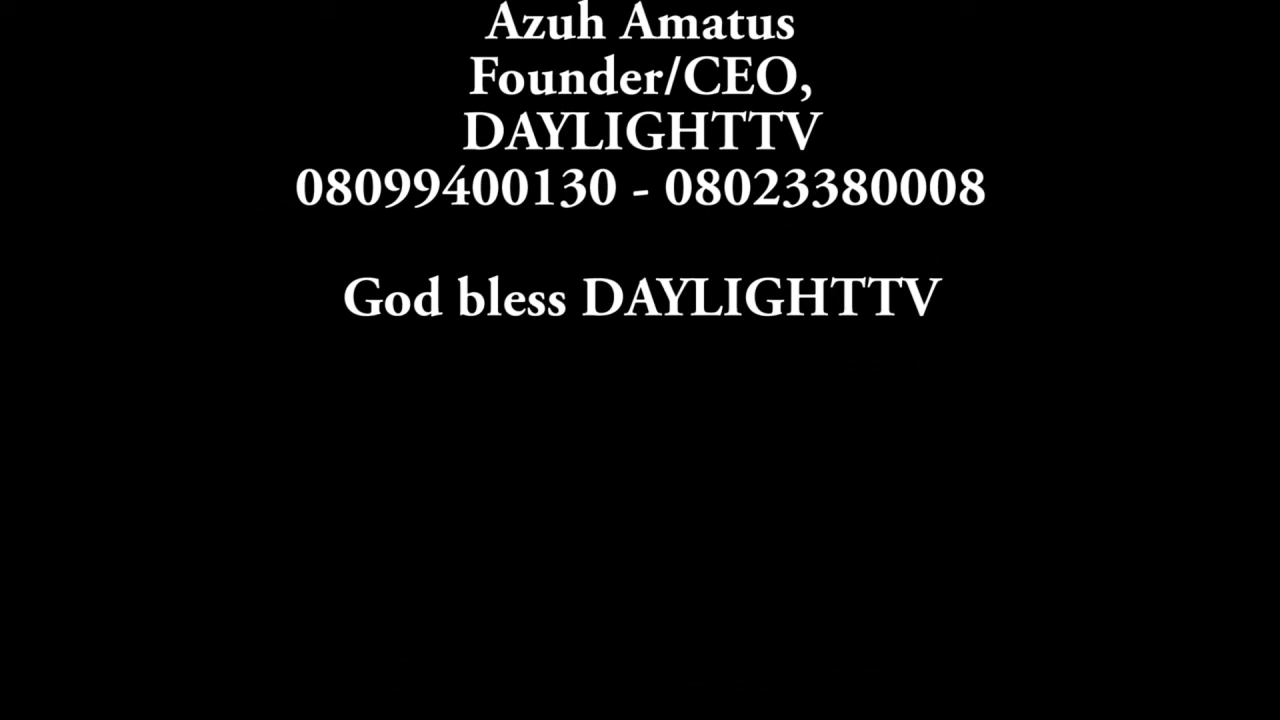 Azuh Amatus
Founder/CEO,
DAYLIGHTTV
08099400130 - 08023380008
God bless DAYLIGHTTV